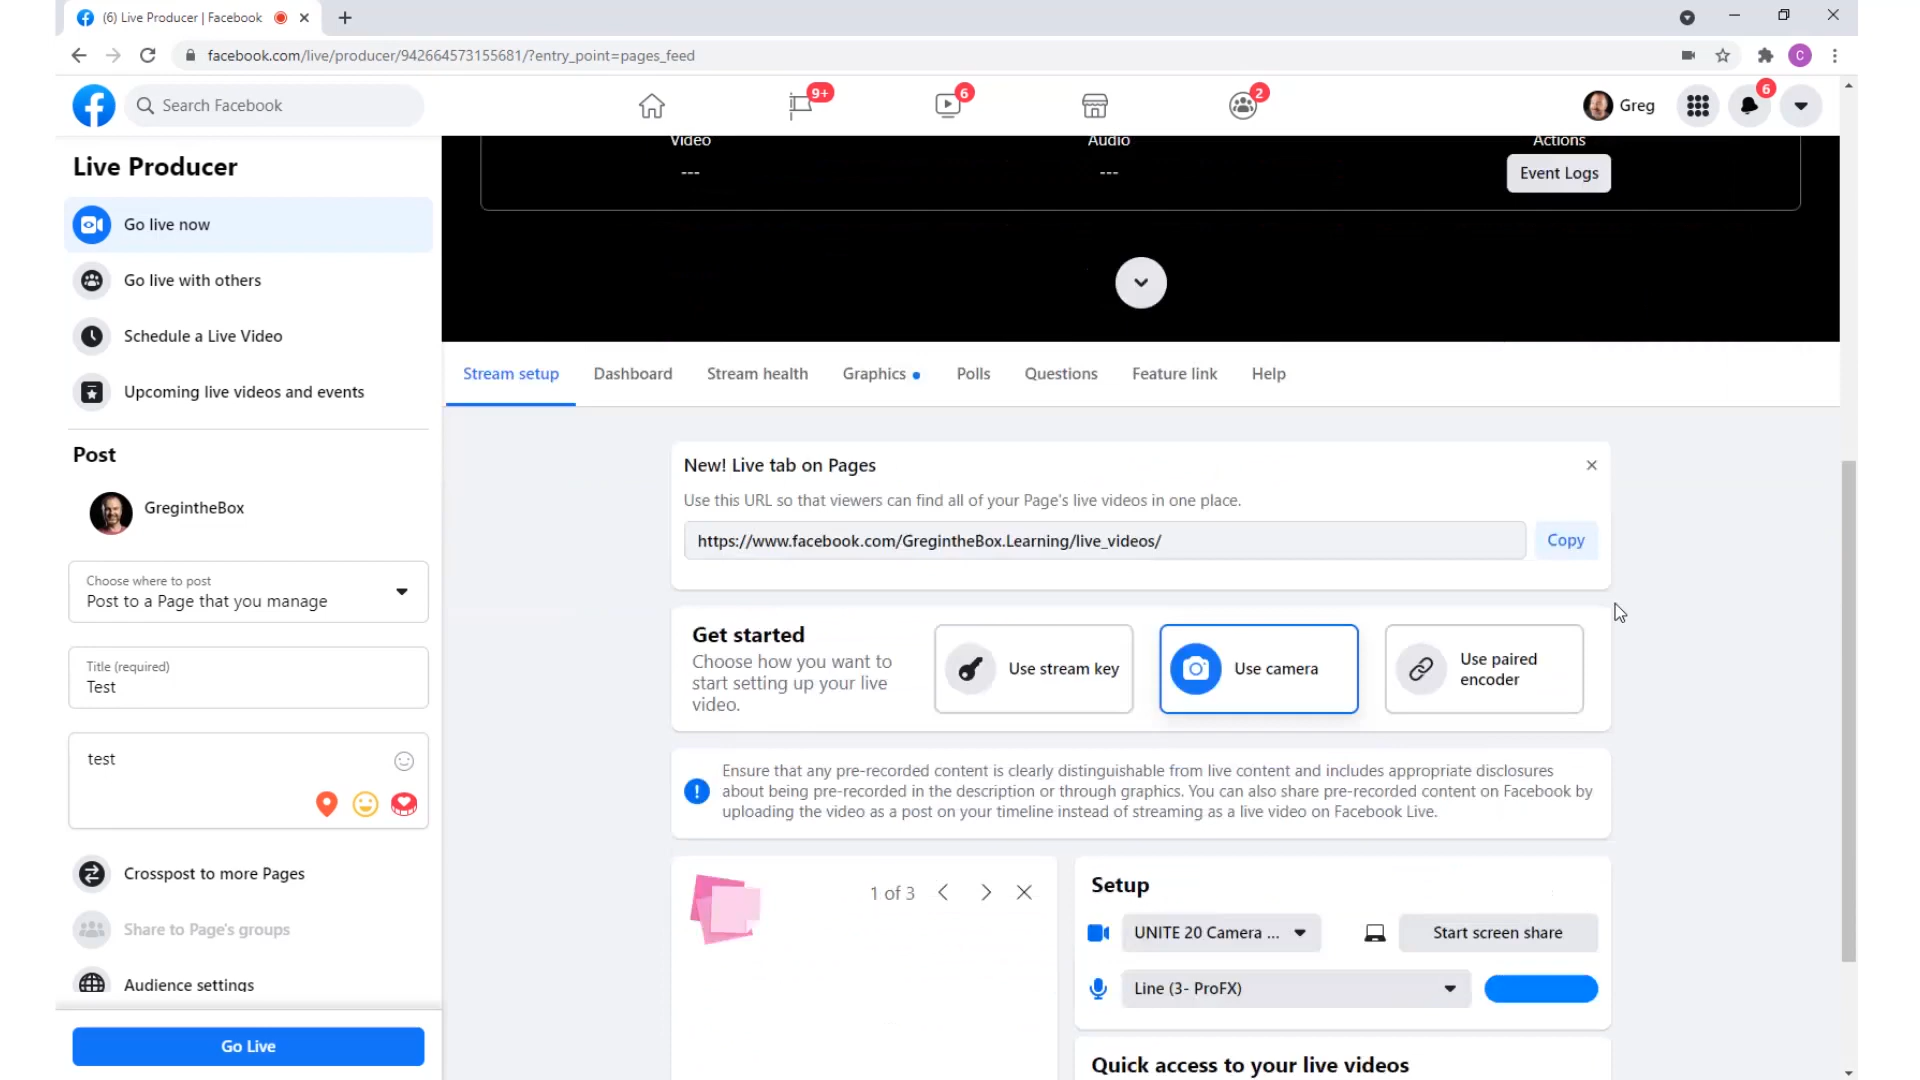 (6) Live Producer | Facebook
facebook.com/live/producer/942664573155681/?entry_point=pages_feed
C
Search Facebook
9+
6
2
Greg
6
Live Producer
Go live now
Go live with others
Schedule a Live Video
Upcoming live videos and events
Post
GregintheBox
Choose where to post
Post to a Page that you manage
Title (required)
Test
test
Crosspost to more Pages
Share to Page's groups
Audience settings
Go Live
Video
---
Audio
---
Actions
Event Logs
Stream setup
Dashboard
Stream health
Graphics
Polls
Questions
Feature link
Help
New! Live tab on Pages
Use this URL so that viewers can find all of your Page's live videos in one place.
https://www.facebook.com/GregintheBox.Learning/live_videos/
Copy
Get started
Choose how you want to
start setting up your live
video.
Use stream key
Use camera
Use paired
encoder
Ensure that any pre-recorded content is clearly distinguishable from live content and includes appropriate disclosures
about being pre-recorded in the description or through graphics. You can also share pre-recorded content on Facebook by
uploading the video as a post on your timeline instead of streaming as a live video on Facebook Live.
1 of 3
Setup
UNITE 20 Camera ...
Start screen share
Line (3- ProFX)
Quick access to your live videos